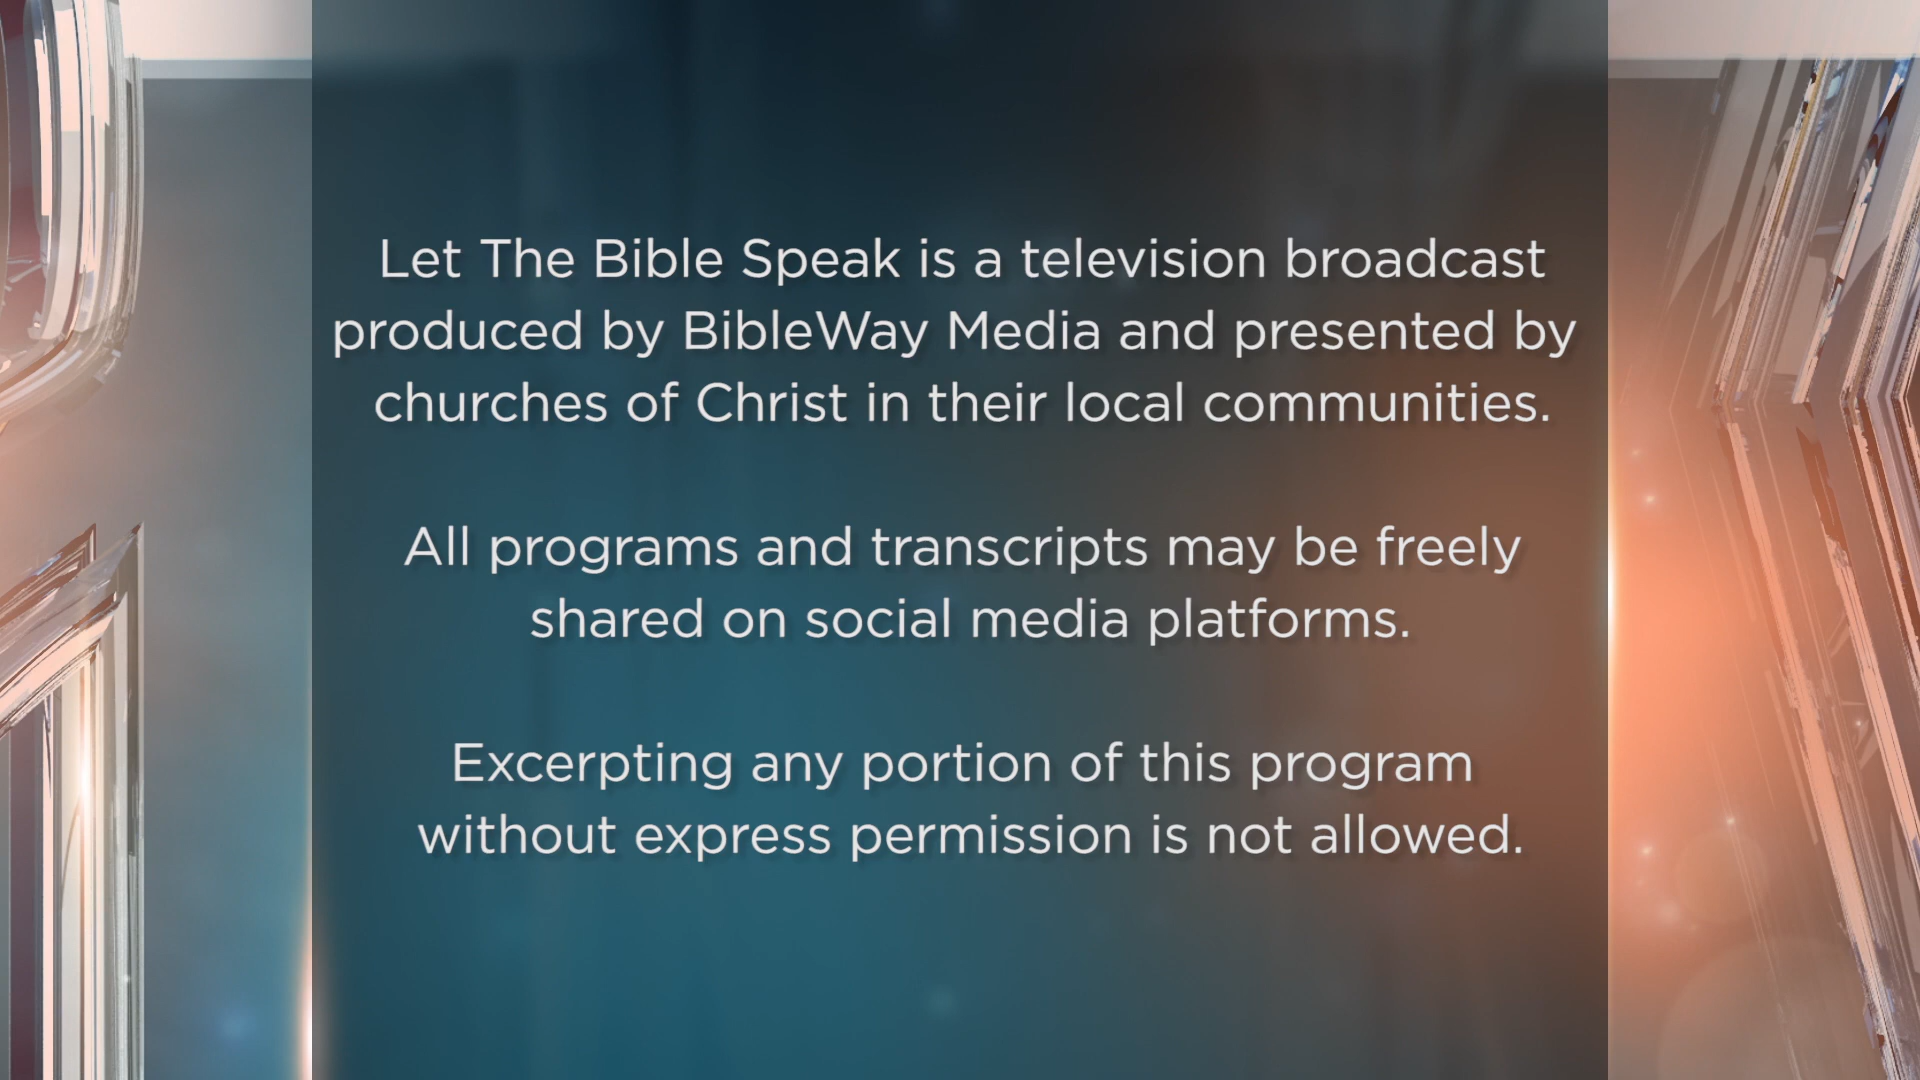 Let The Bible Speak is a television broadcast
produced by BibleWay Media and presented by
churches of Christ in their local communities.
All programs and transcripts may be freely
shared on social media platforms.
Excerpting any portion of this program
without express permission is not allowed.